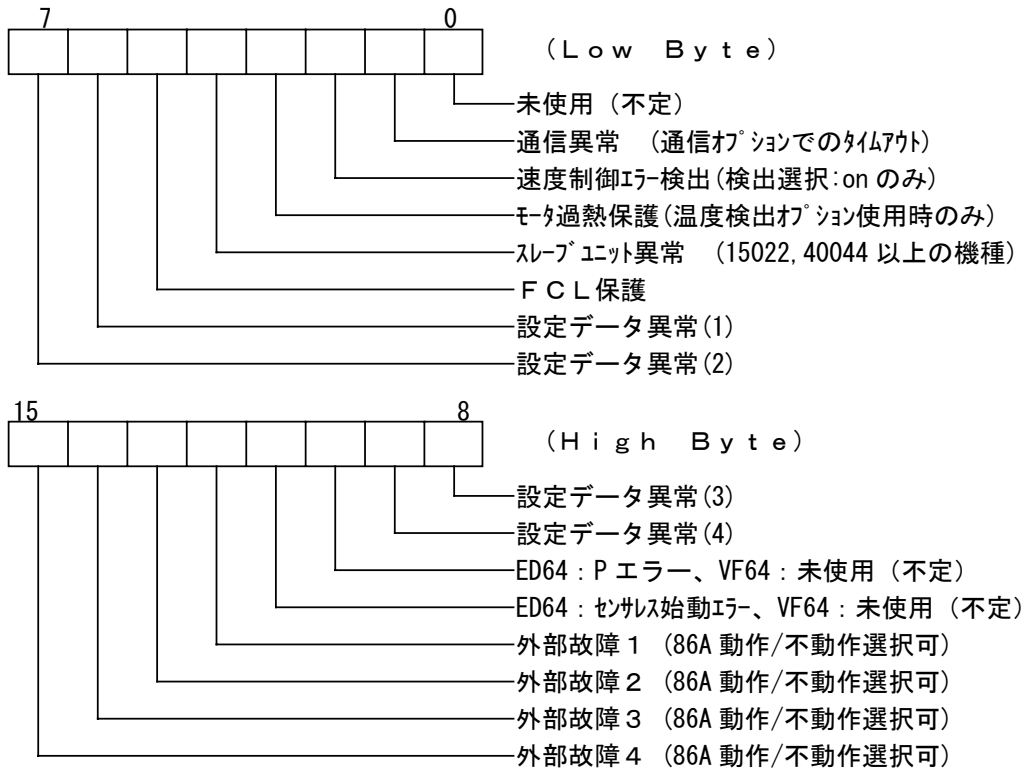 7 0
(Low Byte)
未使用（不定）
通信異常 （通信ｵﾌﾟｼｮﾝでのﾀｲﾑｱｳﾄ）
速度制御ｴﾗｰ検出(検出選択:on のみ)
ﾓｰﾀ過熱保護(温度検出ｵﾌﾟｼｮﾝ使用時のみ)
ｽﾚｰﾌﾞﾕﾆｯﾄ異常 （15022,40044 以上の機種)
ＦＣＬ保護
設定データ異常(1)
設定データ異常(2)
15 8
(High Byte)
設定データ異常(3)
設定データ異常(4)
ED64：P エラー、VF64：未使用（不定）
ED64：ｾﾝｻﾚｽ始動ｴﾗｰ、VF64：未使用（不定）
外部故障１ (86A 動作/不動作選択可)
外部故障２ (86A 動作/不動作選択可)
外部故障３ (86A 動作/不動作選択可)
外部故障４ (86A 動作/不動作選択可)